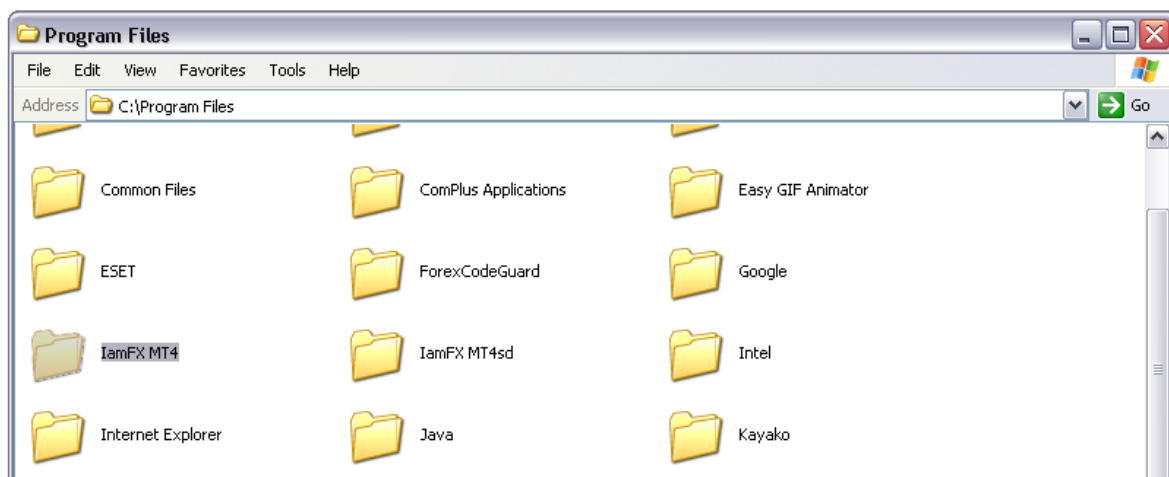 Program Files
File Edit View Favorites Tools Help
Address C:\Program Files Go
Common Files ComPlus Applications Easy GIF Animator
ESET ForexCodeGuard Google
IamFX MT4 IamFX MT4sd Intel
Internet Explorer Java Kayako